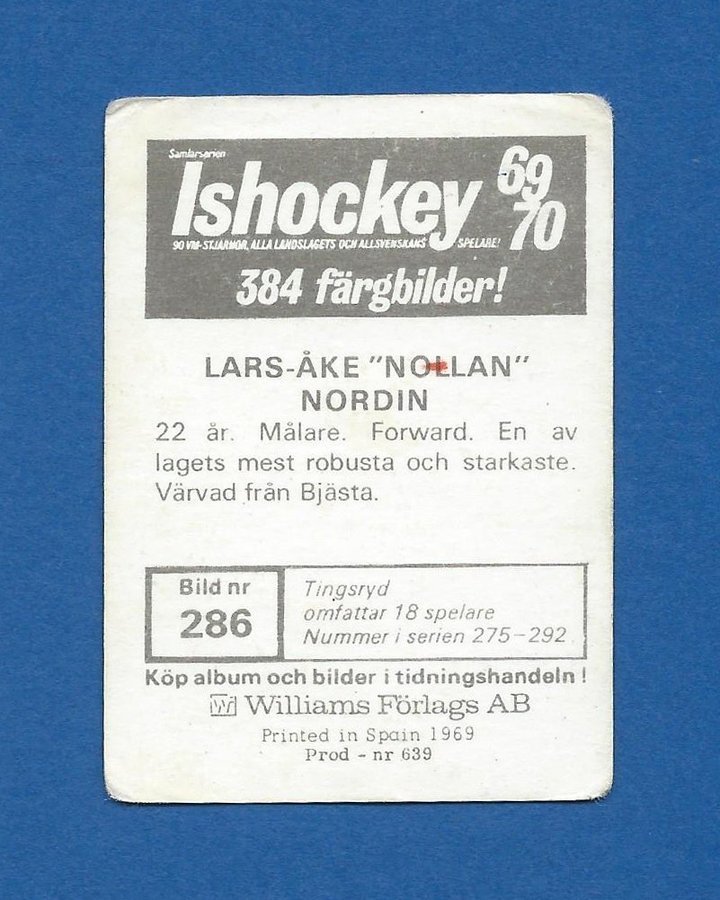 Samlarserien
Ishockey 69 70
90 VM-STJÄRNOR, ALLA LANDSLAGETS OCH ALLSVENSKANS SPELARE!
384 färgbilder!
LARS-ÅKE "NOLLAN"
NORDIN
22 år. Målare. Forward. En av
lagets mest robusta och starkaste.
Värvad från Bjästa.
Bild nr
286
Tingsryd
omfattar 18 spelare
Nummer i serien 275–292
Köp album och bilder i tidningshandeln!
Wf Williams Förlags AB
Printed in Spain 1969
Prod - nr 639